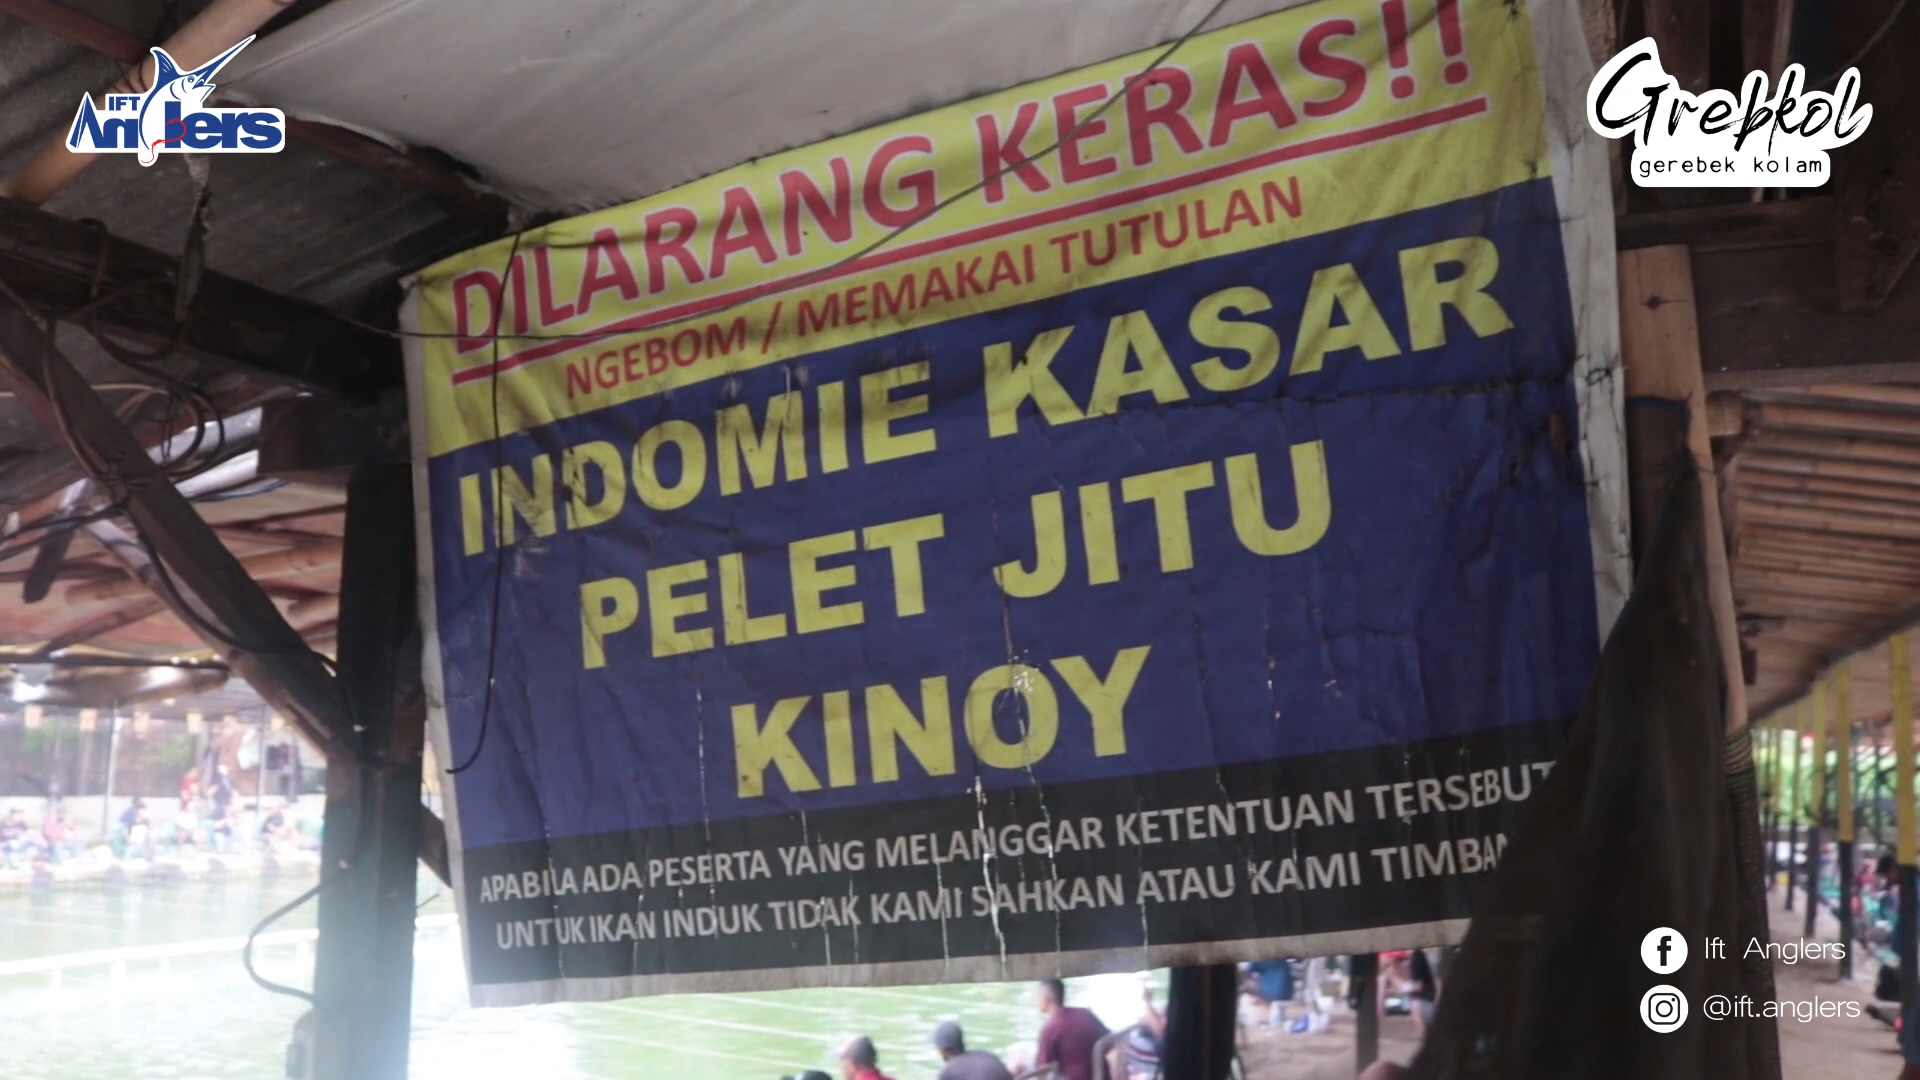 IFT
Anglers
Grebkol
gerebek kolam
DILARANG KERAS!!
NGEBOM / MEMAKAI TUTULAN
INDOMIE KASAR
PELET JITU
KINOY
APABILA ADA PESERTA YANG MELANGGAR KETENTUAN TERSEBUT
UNTUK IKAN INDUK TIDAK KAMI SAHKAN ATAU KAMI
Ift Anglers
@ift.anglers